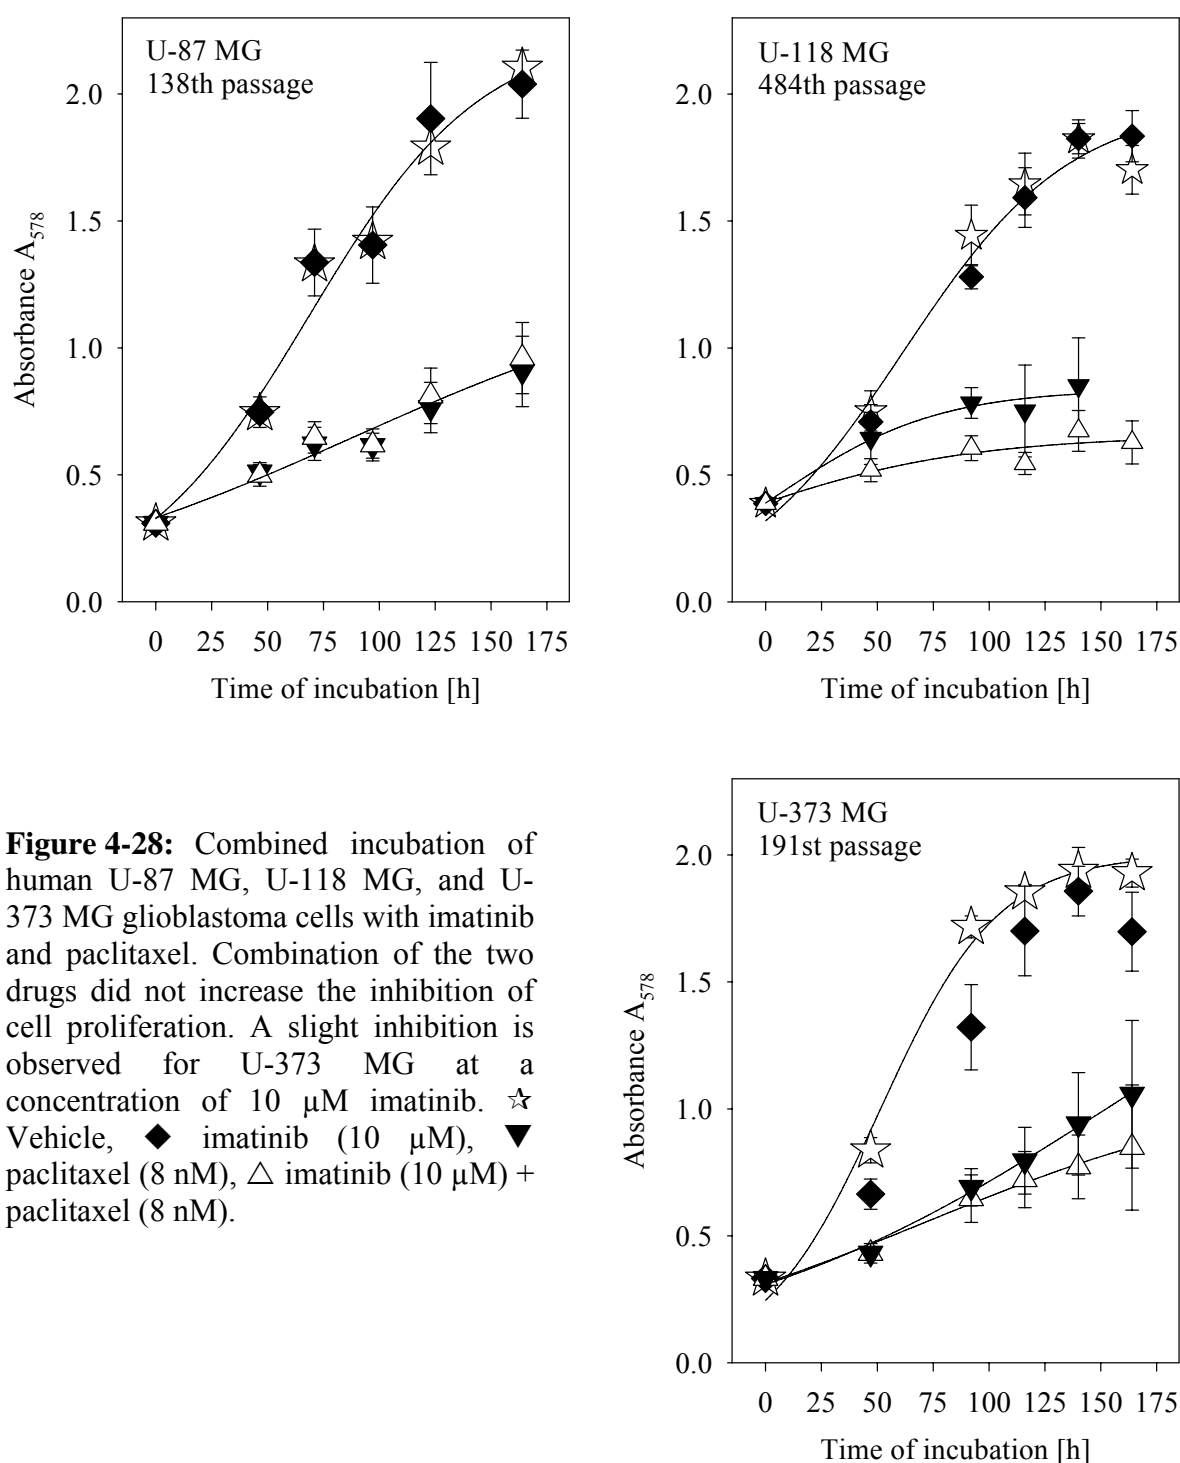 U-87 MG
138th passage
Absorbance A578
2.0
1.5
1.0
0.5
0.0
0 25 50 75 100 125 150 175
Time of incubation [h]
U-118 MG
484th passage
2.0
1.5
1.0
0.5
0.0
0 25 50 75 100 125 150 175
Time of incubation [h]
Figure 4-28: Combined incubation of
human U-87 MG, U-118 MG, and U-
373 MG glioblastoma cells with imatinib
and paclitaxel. Combination of the two
drugs did not increase the inhibition of
cell proliferation. A slight inhibition is
observed for U-373 MG at a
concentration of 10 µM imatinib. ☆
Vehicle, ◆ imatinib (10 µM), ▼
paclitaxel (8 nM), △ imatinib (10 µM) +
paclitaxel (8 nM).
U-373 MG
191st passage
Absorbance A578
2.0
1.5
1.0
0.5
0.0
0 25 50 75 100 125 150 175
Time of incubation [h]